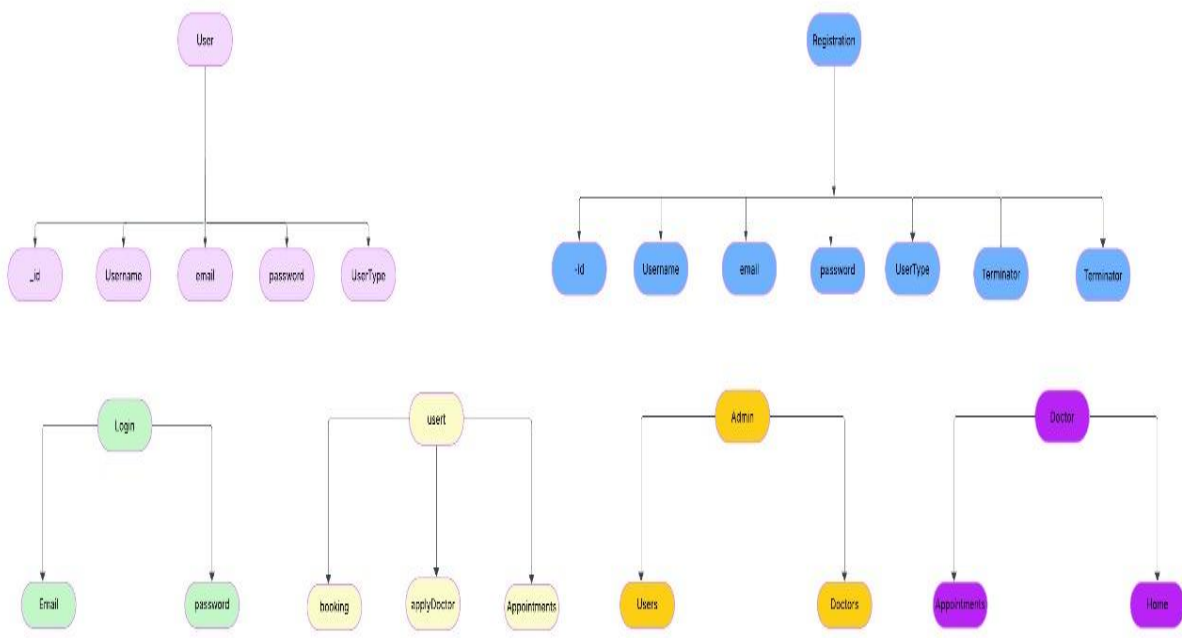 User
Registration
_id
Username
email
password
UserType
-Id
Username
email
password
UserType
Terminator
Terminator
Login
usert
Admin
Doctor
Email
password
booking
applyDoctor
Appointments
Users
Doctors
Appointments
Home